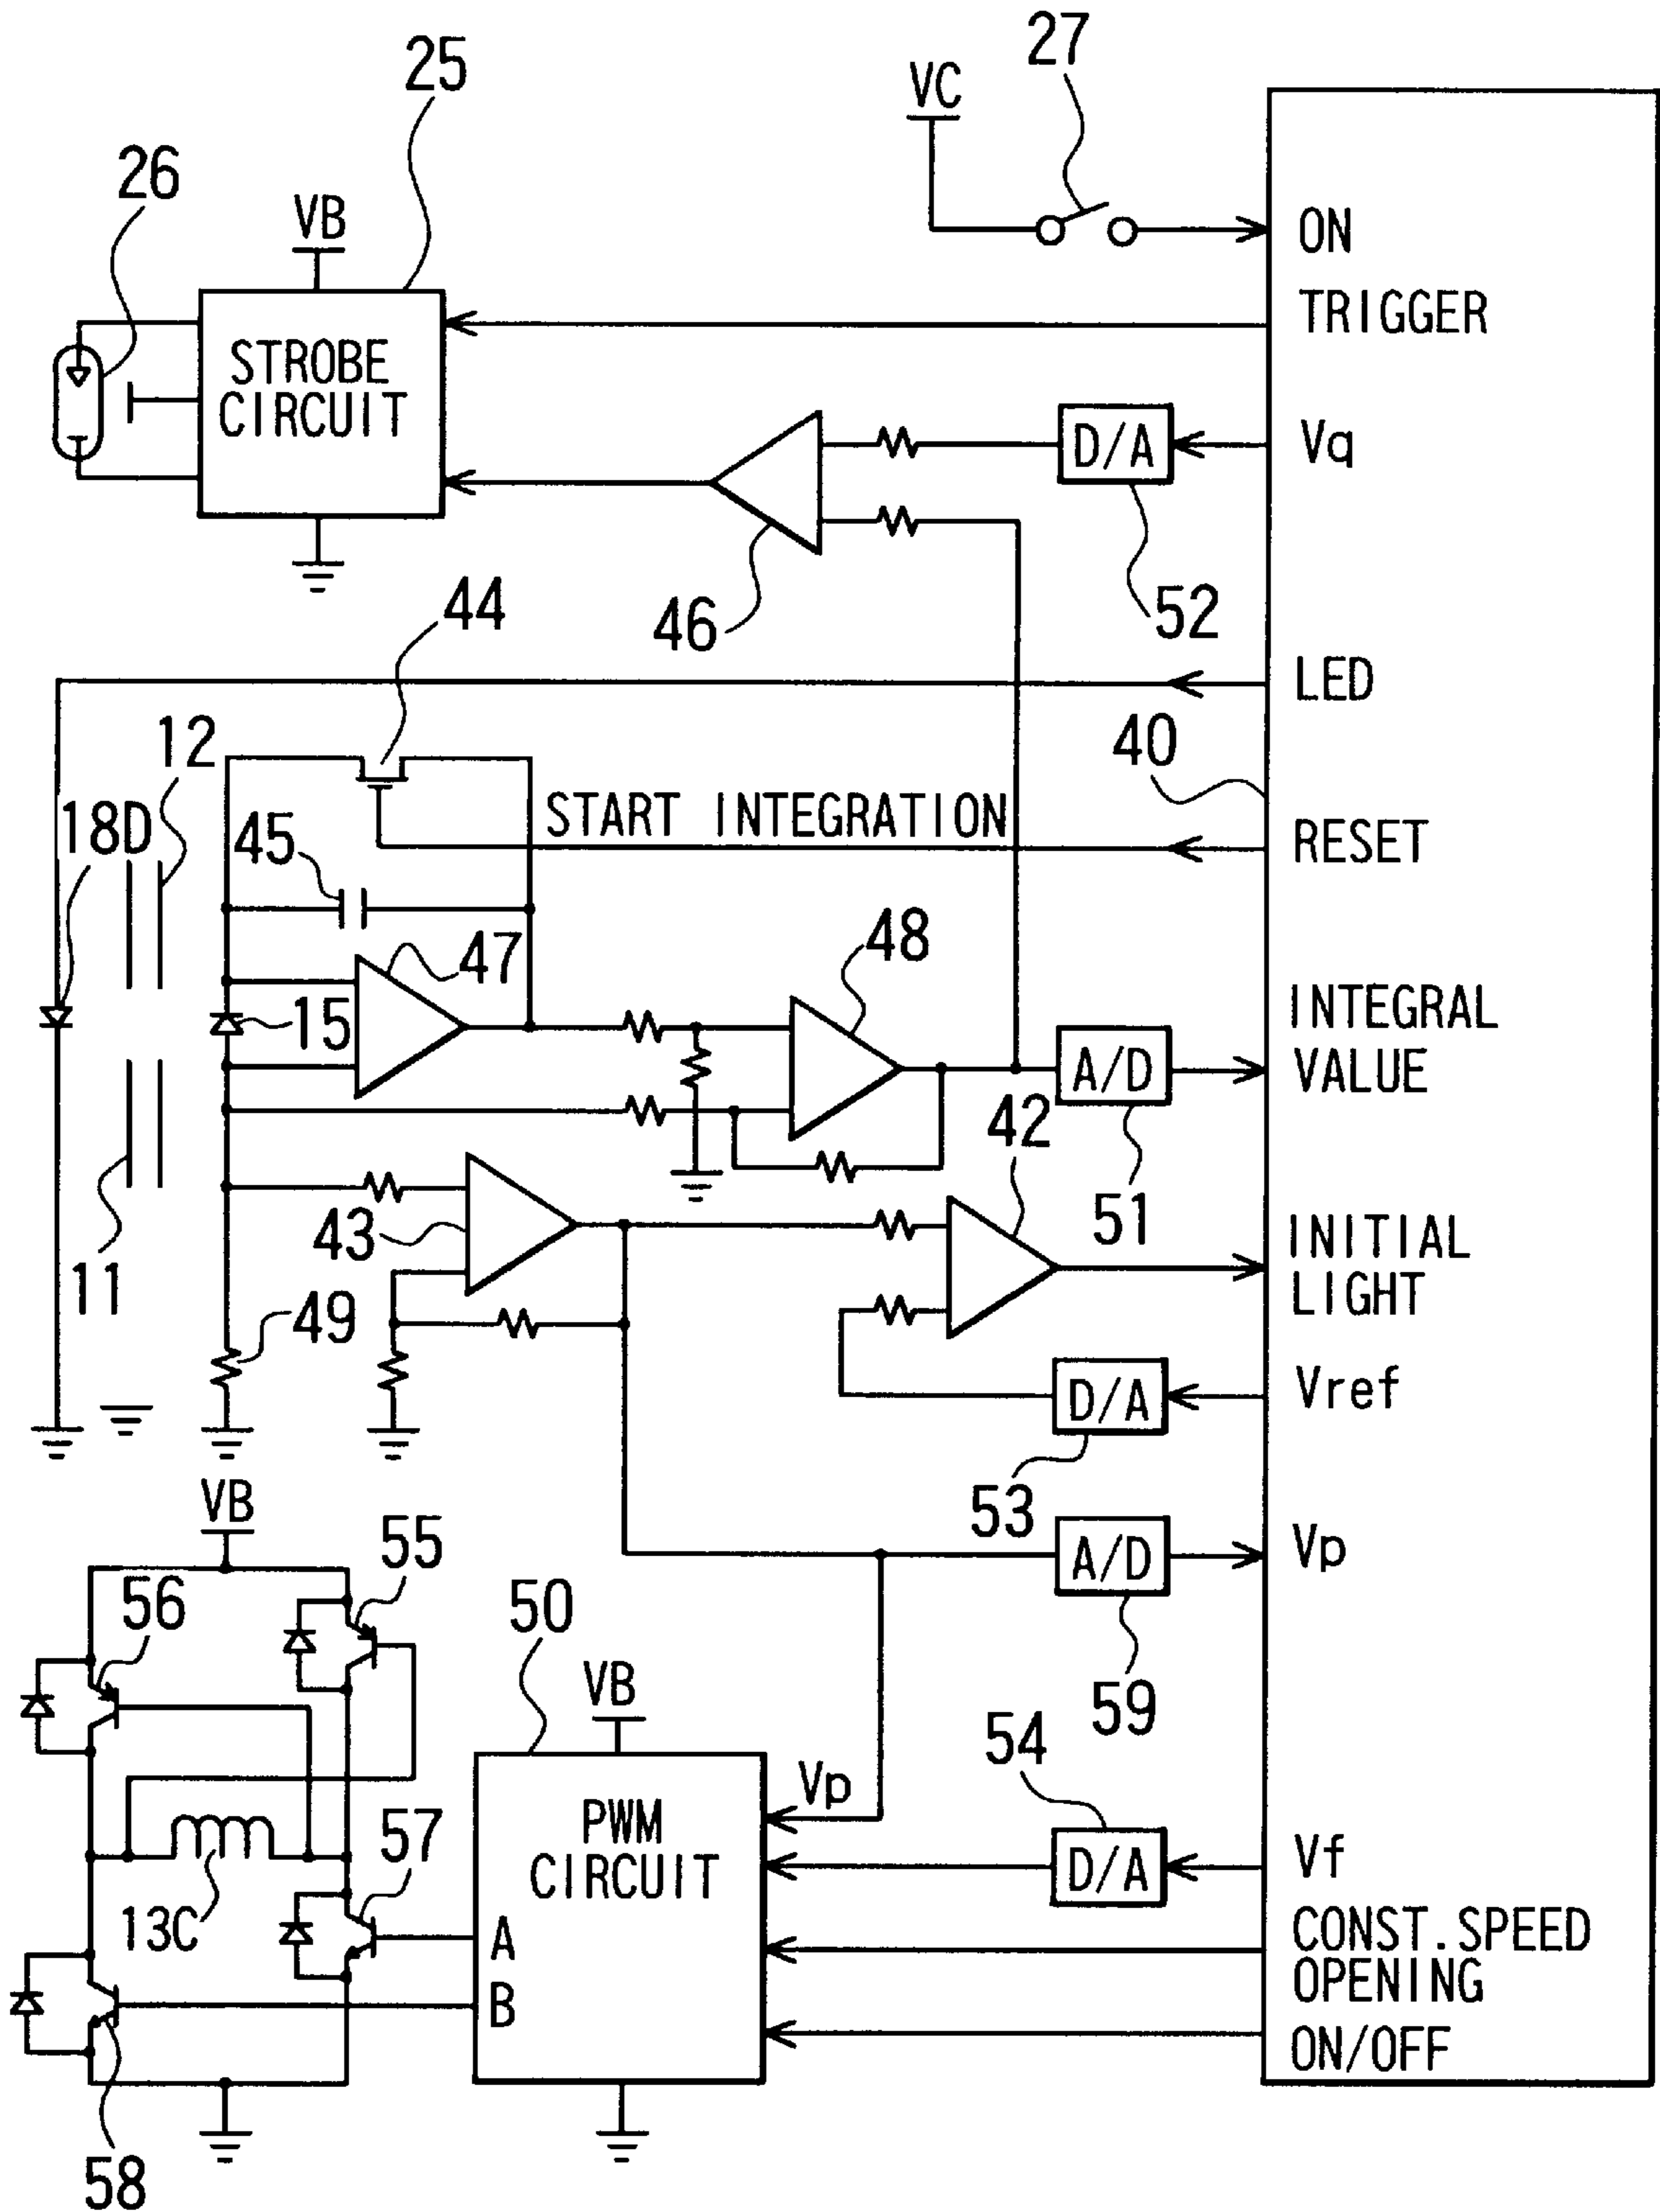 27
25
VC
26
VB
ON
TRIGGER
STROBE
CIRCUIT
D/A
Vq
46
52
44
LED
12
40
18D
45
START INTEGRATION
RESET
47
48
15
INTEGRAL
VALUE
A/D
42
51
43
11
INITIAL
LIGHT
49
D/A
Vref
53
VB
55
56
50
A/D
Vp
VB
59
54
Vp
57
PWM
CIRCUIT
D/A
Vf
13C
A
CONST.SPEED
OPENING
B
ON/OFF
58